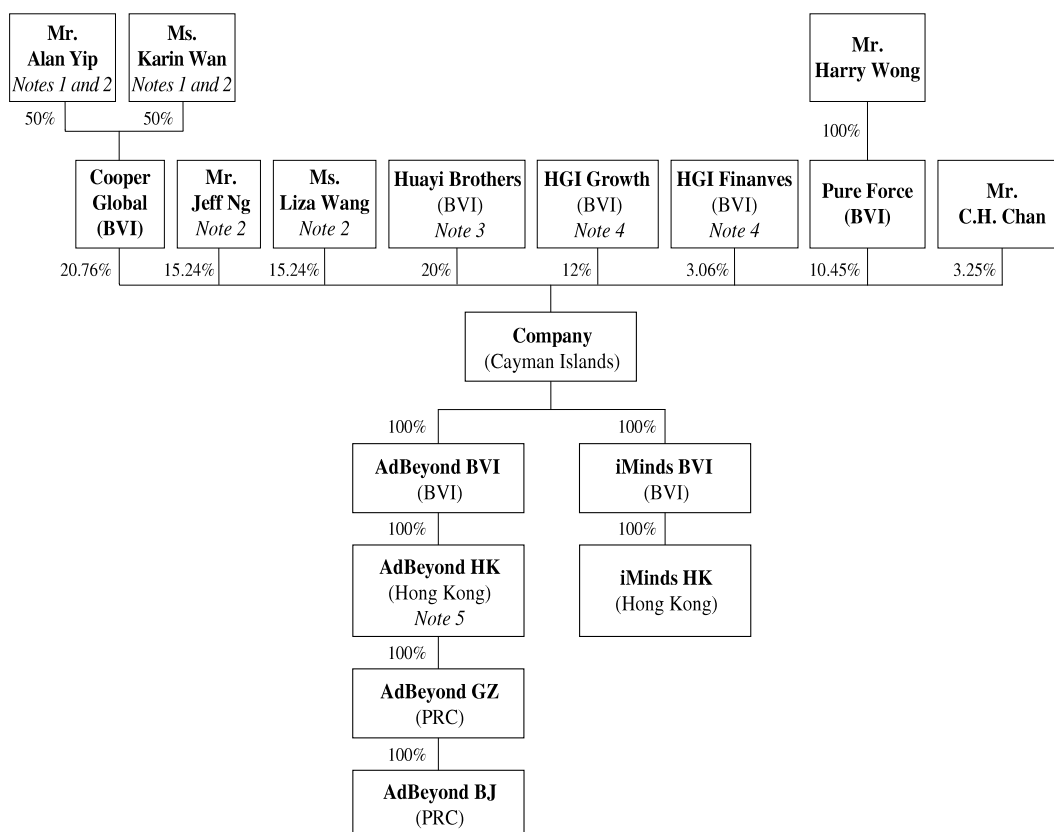 Mr.
Alan Yip
Notes 1 and 2
Ms.
Karin Wan
Notes 1 and 2
Mr.
Harry Wong
50%
50%
100%
Cooper
Global
(BVI)
Mr.
Jeff Ng
Note 2
Ms.
Liza Wang
Note 2
Huayi Brothers
(BVI)
Note 3
HGI Growth
(BVI)
Note 4
HGI Finanves
(BVI)
Note 4
Pure Force
(BVI)
Mr.
C.H. Chan
20.76%
15.24%
15.24%
20%
12%
3.06%
10.45%
3.25%
Company
(Cayman Islands)
100%
100%
AdBeyond BVI
(BVI)
iMinds BVI
(BVI)
100%
100%
AdBeyond HK
(Hong Kong)
Note 5
iMinds HK
(Hong Kong)
100%
AdBeyond GZ
(PRC)
100%
AdBeyond BJ
(PRC)